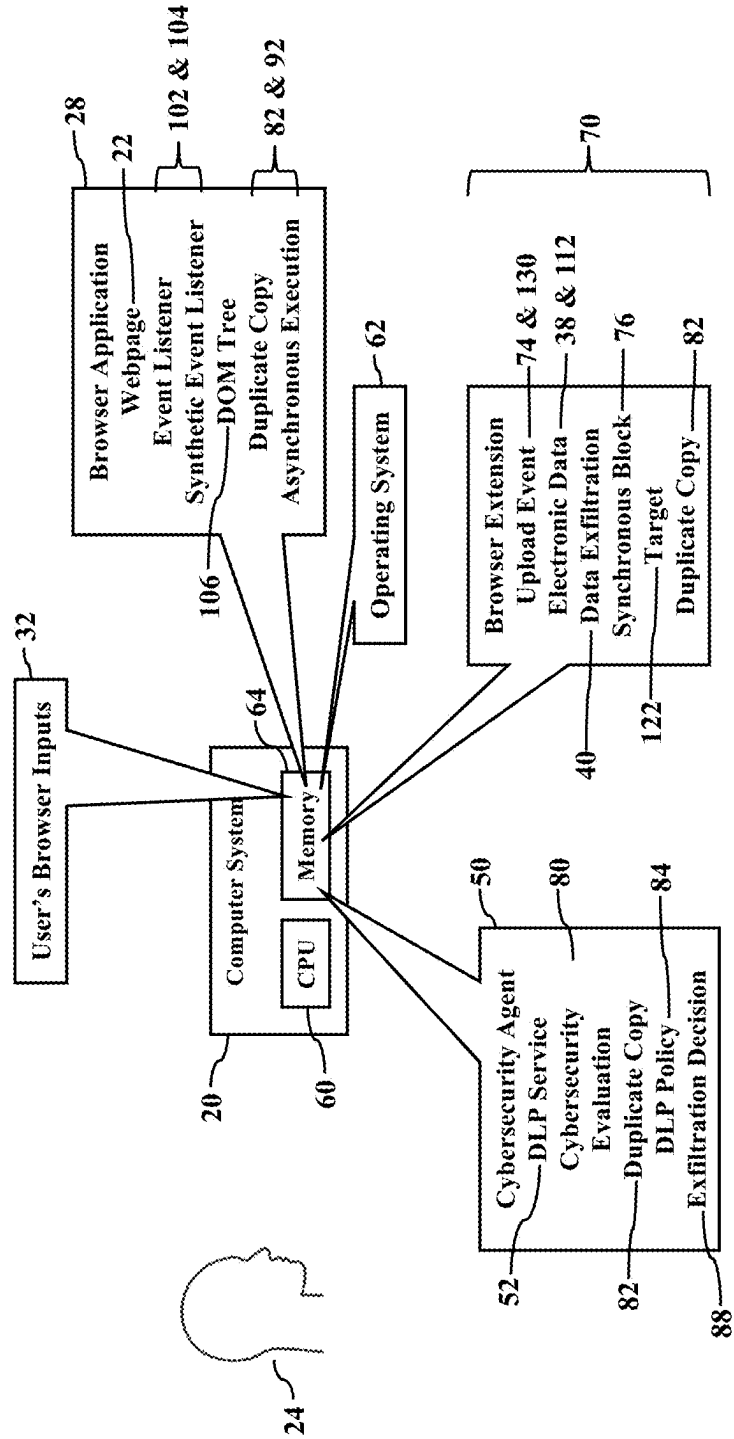 24
User's Browser Inputs
32
20
Computer System
CPU
60
Memory
64
28
Browser Application
Webpage
22
Event Listener
Synthetic Event Listener
102 & 104
DOM Tree
106
Duplicate Copy
Asynchronous Execution
82 & 92
Operating System
62
50
Cybersecurity Agent
DLP Service
52
Cybersecurity
Evaluation
80
Duplicate Copy
82
DLP Policy
84
Exfiltration Decision
88
70
Browser Extension
Upload Event
74 & 130
Electronic Data
38 & 112
Data Exfiltration
40
Synchronous Block
76
Target
122
Duplicate Copy
82